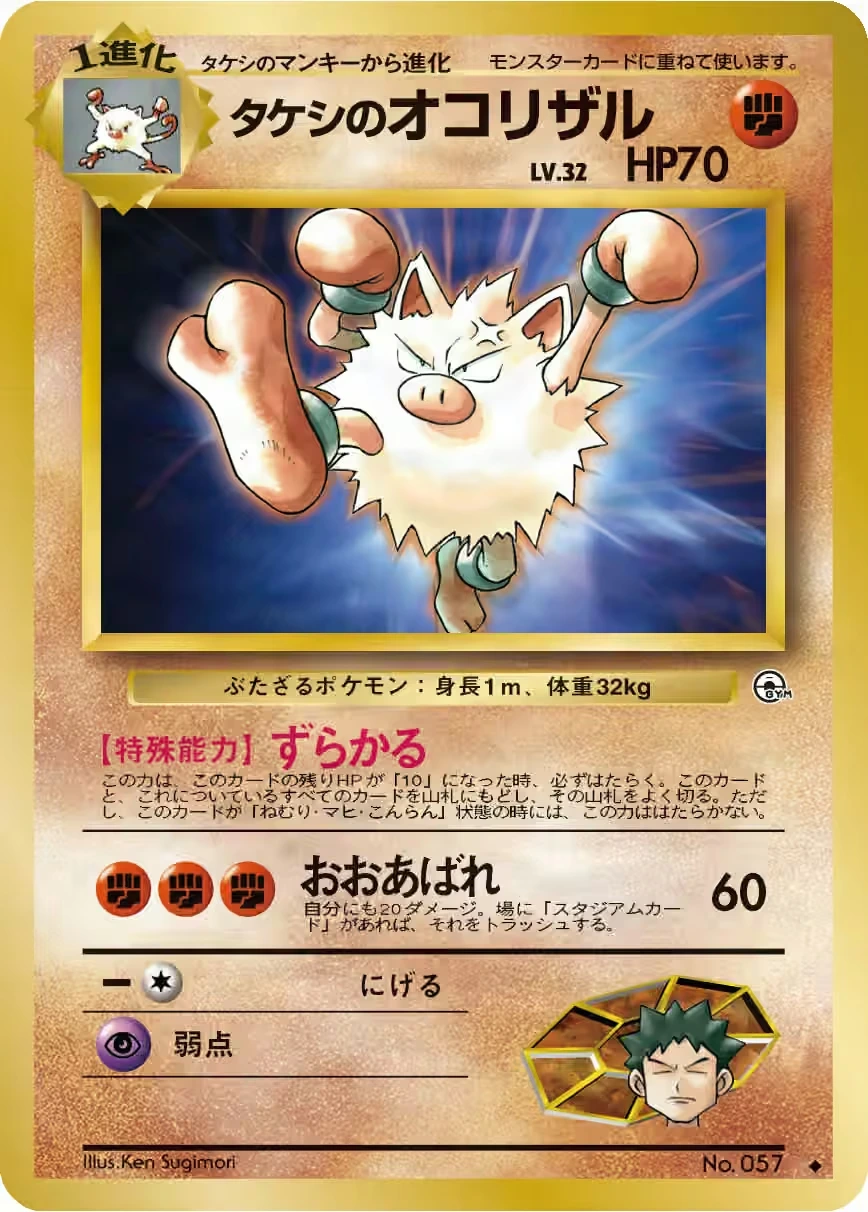 1進化
タケシのマンキーから進化 モンスターカードに重ねて使います。
タケシのオコリザル
LV.32 HP70
ぶたざるポケモン：身長1m、体重32kg
GYM
【特殊能力】ずらかる
この力は、このカードの残りHPが「10」になった時、必ずはたらく。このカード
と、これについているすべてのカードを山札にもどし、その山札をよく切る。ただ
し、このカードが「ねむり・マヒ・こんらん」状態の時には、この力ははたらかない。
おおあばれ 60
自分にも20ダメージ。場に「スタジアムカー
ド」があれば、それをトラッシュする。
ー にげる
弱点
Illus.Ken Sugimori No.057